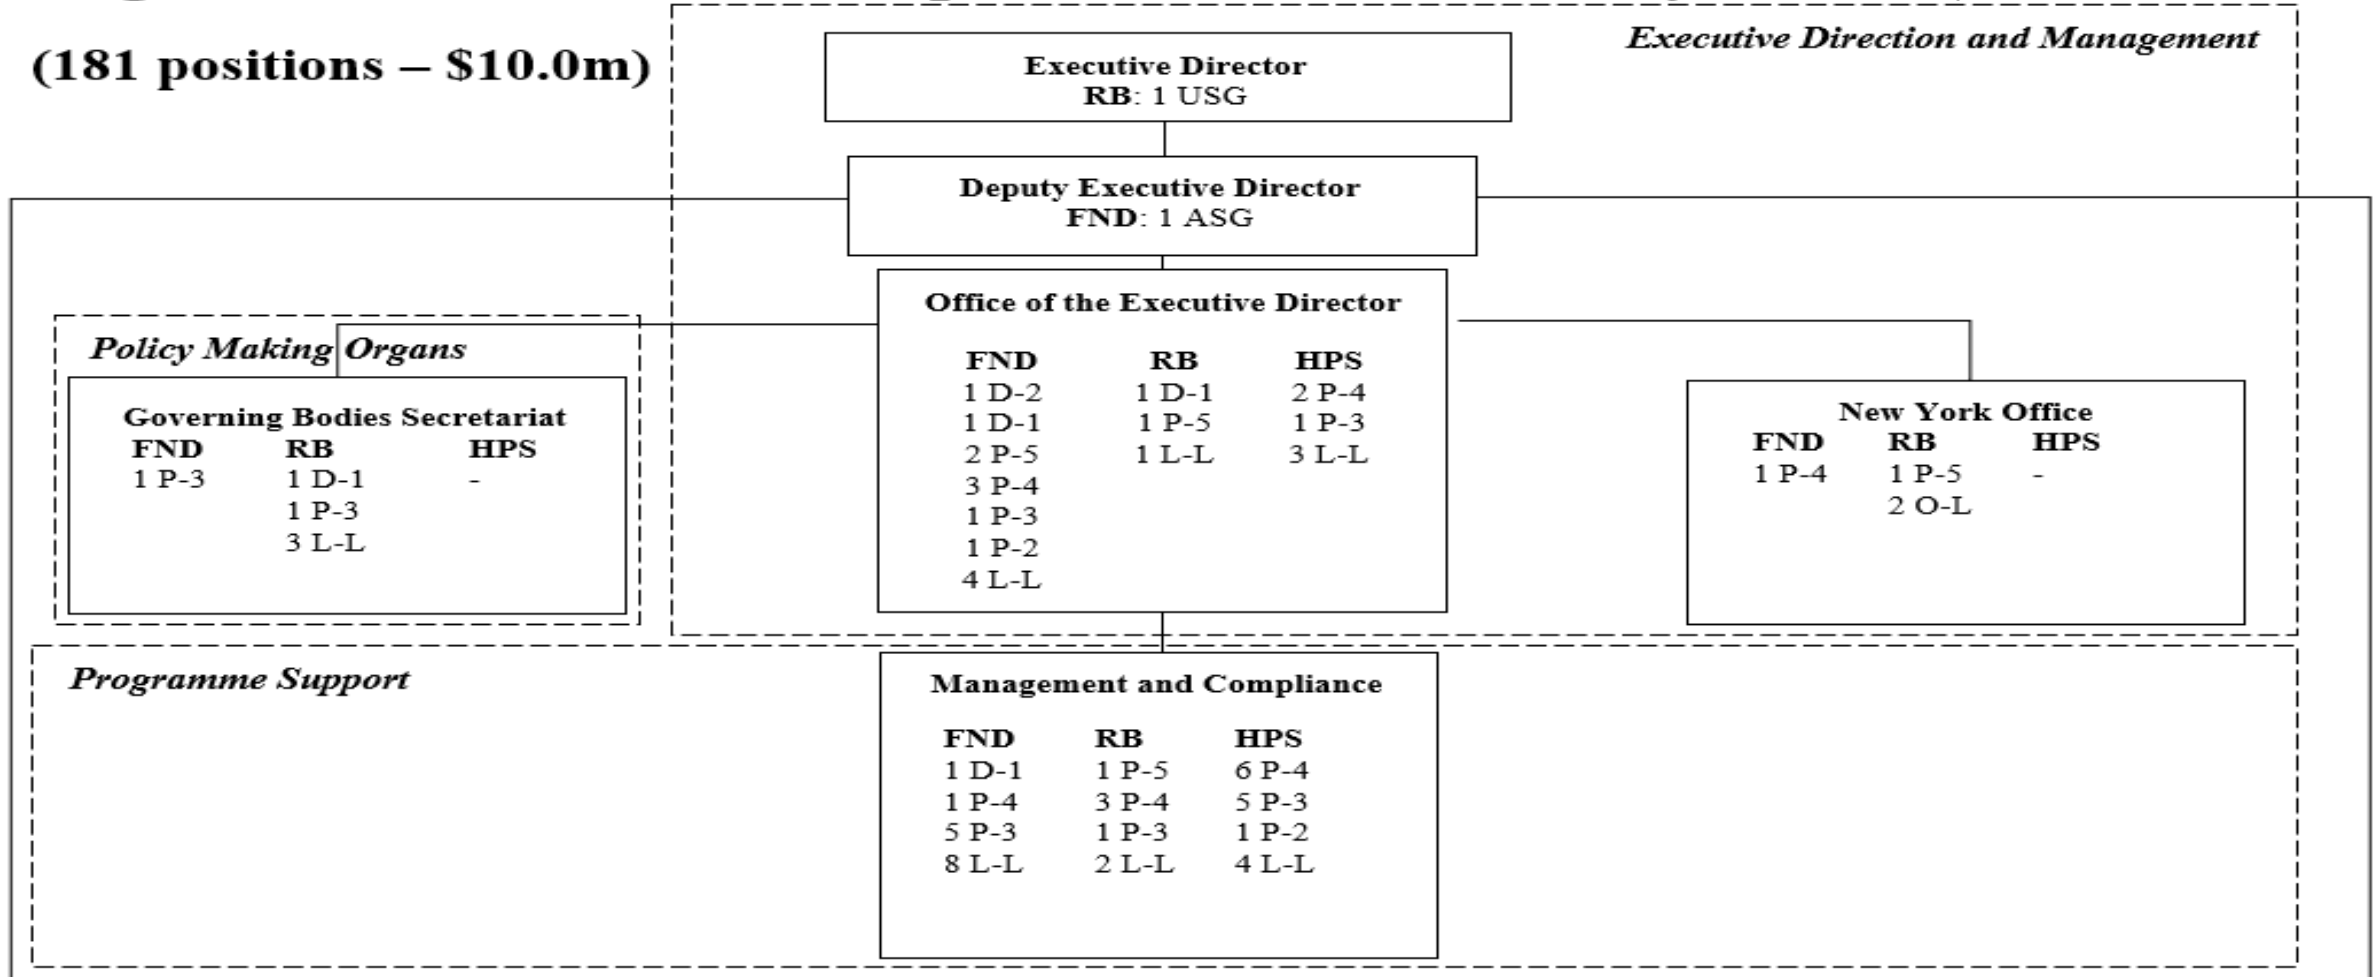 (181 positions – $10.0m)
Executive Direction and Management
Executive Director
RB: 1 USG
Deputy Executive Director
FND: 1 ASG
Office of the Executive Director
FND RB HPS
1 D-2 1 D-1 2 P-4
1 D-1 1 P-5 1 P-3
2 P-5 1 L-L 3 L-L
3 P-4
1 P-3
1 P-2
4 L-L
Policy Making Organs
Governing Bodies Secretariat
FND RB HPS
1 P-3 1 D-1 -
1 P-3
3 L-L
New York Office
FND RB HPS
1 P-4 1 P-5 -
2 O-L
Programme Support
Management and Compliance
FND RB HPS
1 D-1 1 P-5 6 P-4
1 P-4 3 P-4 5 P-3
5 P-3 1 P-3 1 P-2
8 L-L 2 L-L 4 L-L